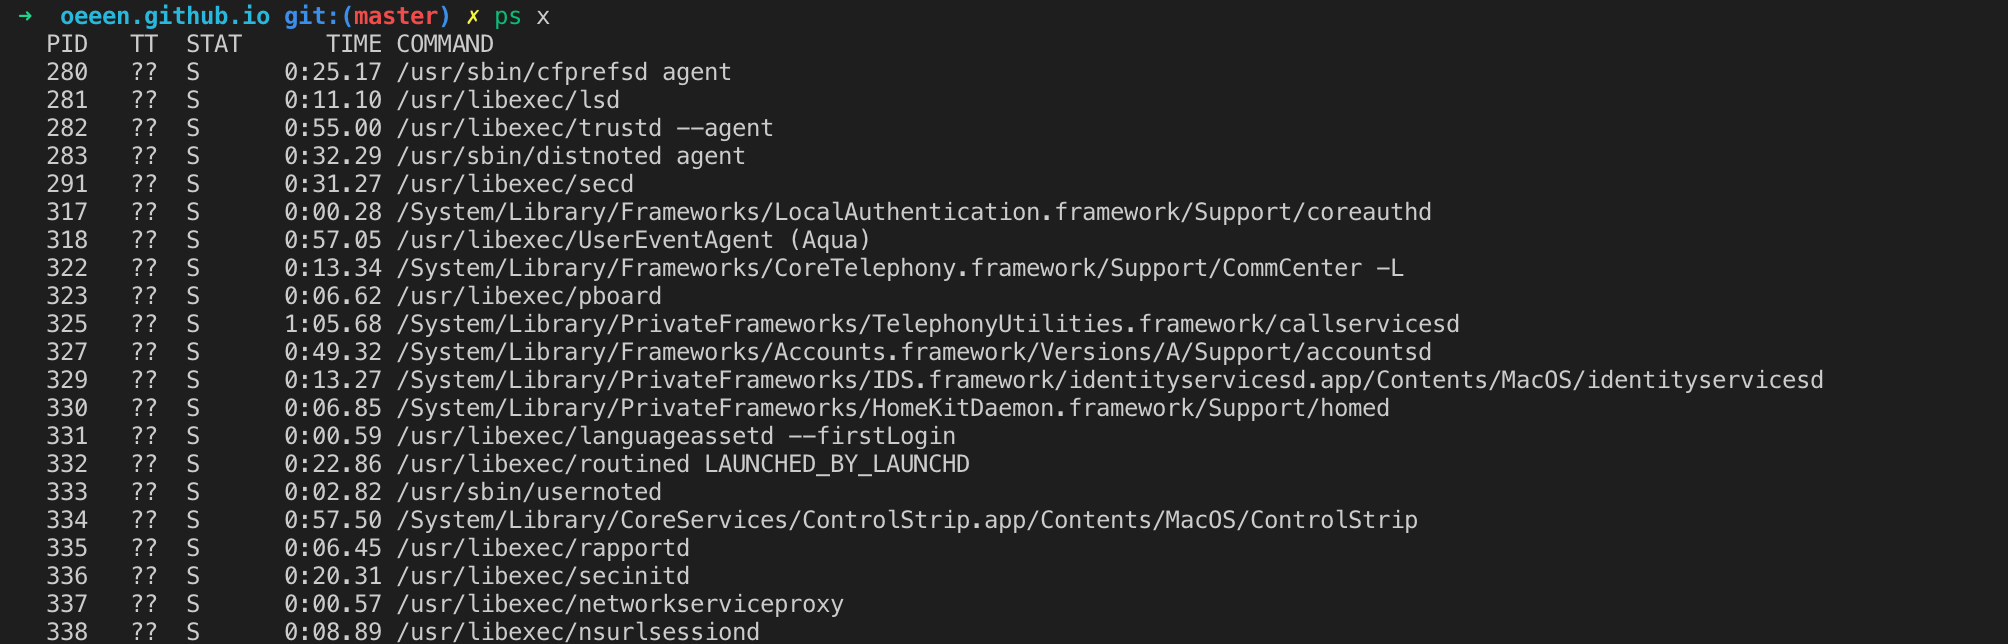 → oeeen.github.io git:(master) ✗ ps x
PID TT STAT TIME COMMAND
280 ?? S 0:25.17 /usr/sbin/cfprefsd agent
281 ?? S 0:11.10 /usr/libexec/lsd
282 ?? S 0:55.00 /usr/libexec/trustd --agent
283 ?? S 0:32.29 /usr/sbin/distnoted agent
291 ?? S 0:31.27 /usr/libexec/secd
317 ?? S 0:00.28 /System/Library/Frameworks/LocalAuthentication.framework/Support/coreauthd
318 ?? S 0:57.05 /usr/libexec/UserEventAgent (Aqua)
322 ?? S 0:13.34 /System/Library/Frameworks/CoreTelephony.framework/Support/CommCenter -L
323 ?? S 0:06.62 /usr/libexec/pboard
325 ?? S 1:05.68 /System/Library/PrivateFrameworks/TelephonyUtilities.framework/callservicesd
327 ?? S 0:49.32 /System/Library/Frameworks/Accounts.framework/Versions/A/Support/accountsd
329 ?? S 0:13.27 /System/Library/PrivateFrameworks/IDS.framework/identityservicesd.app/Contents/MacOS/identityservicesd
330 ?? S 0:06.85 /System/Library/PrivateFrameworks/HomeKitDaemon.framework/Support/homed
331 ?? S 0:00.59 /usr/libexec/languageassetd --firstLogin
332 ?? S 0:22.86 /usr/libexec/routined LAUNCHED_BY_LAUNCHD
333 ?? S 0:02.82 /usr/sbin/usernoted
334 ?? S 0:57.50 /System/Library/CoreServices/ControlStrip.app/Contents/MacOS/ControlStrip
335 ?? S 0:06.45 /usr/libexec/rapportd
336 ?? S 0:20.31 /usr/libexec/secinitd
337 ?? S 0:00.57 /usr/libexec/networkserviceproxy
338 ?? S 0:08.89 /usr/libexec/nsurlsessiond